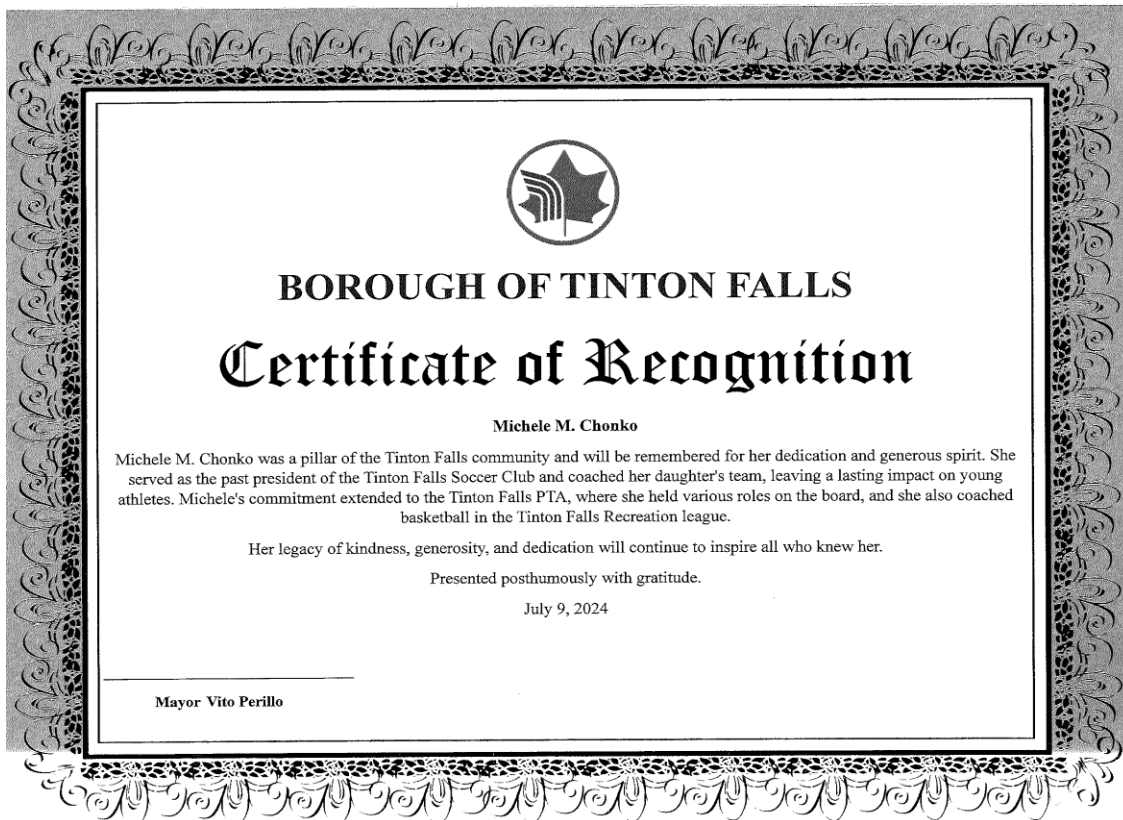 BOROUGH OF TINTON FALLS
Certificate of Recognition
Michele M. Chonko
Michele M. Chonko was a pillar of the Tinton Falls community and will be remembered for her dedication and generous spirit. She
served as the past president of the Tinton Falls Soccer Club and coached her daughter's team, leaving a lasting impact on young
athletes. Michele's commitment extended to the Tinton Falls PTA, where she held various roles on the board, and she also coached
basketball in the Tinton Falls Recreation league.
Her legacy of kindness, generosity, and dedication will continue to inspire all who knew her.
Presented posthumously with gratitude.
July 9, 2024
Mayor Vito Perillo